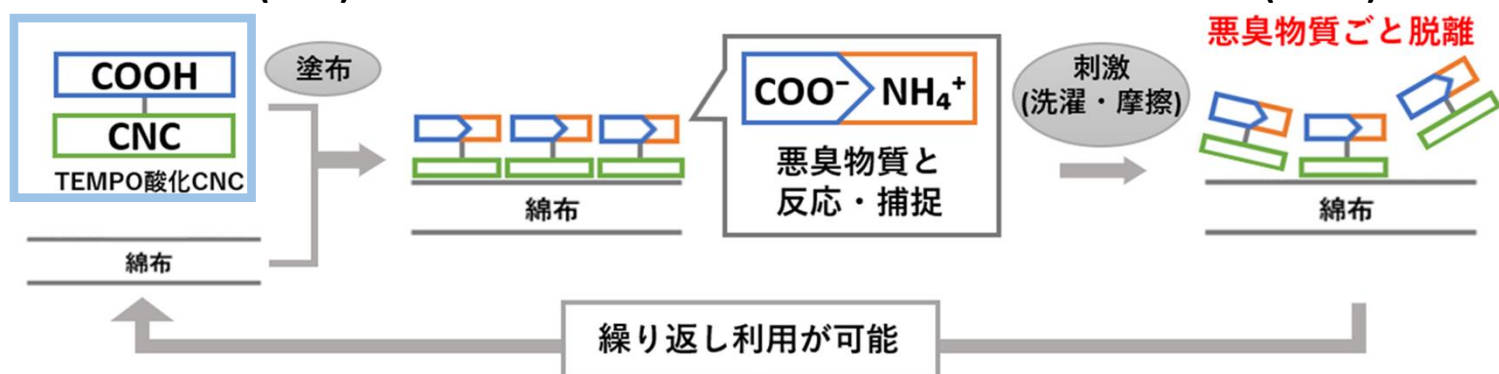 COOH
CNC
TEMPO酸化CNC
綿布
塗布
綿布
COO⁻ NH₄⁺
悪臭物質と
反応・捕捉
刺激
(洗濯・摩擦)
悪臭物質ごと脱離
綿布
繰り返し利用が可能